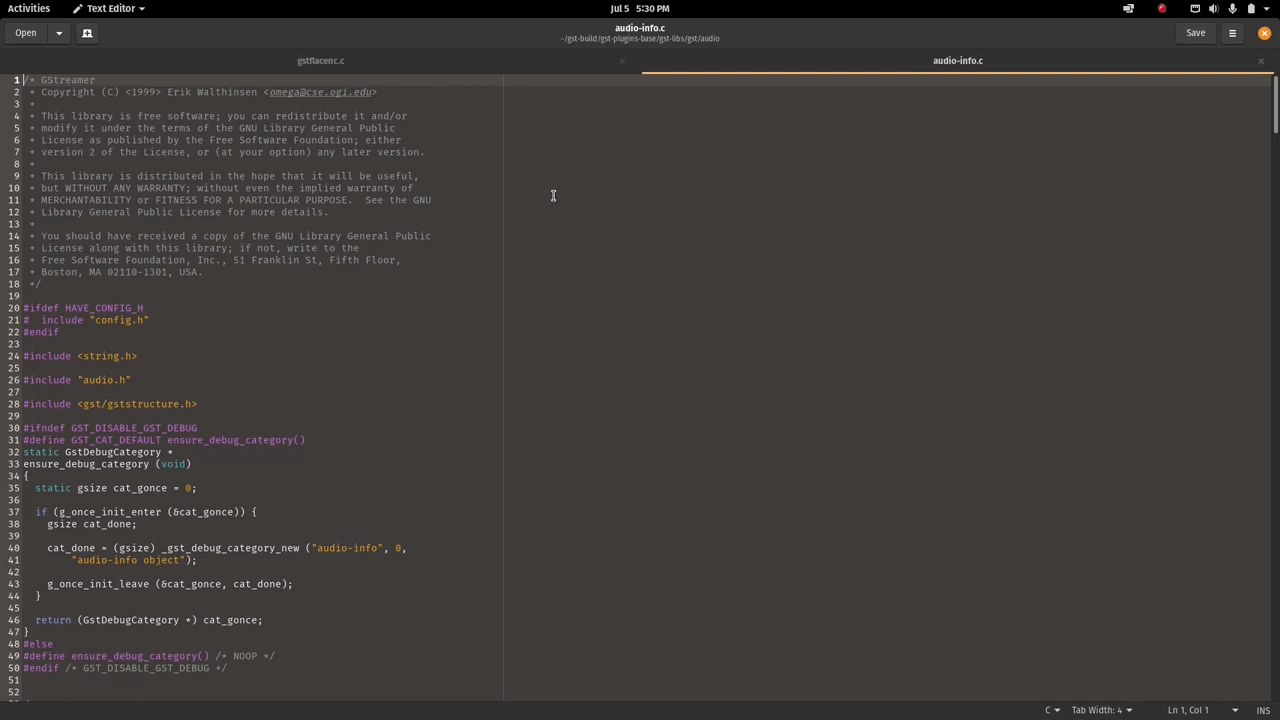 Activities Text Editor Jul 5 5:30 PM
Open audio-info.c Save
~/gst-build/gst-plugins-base/gst-libs/gst/audio
gstflacenc.c audio-info.c
1 /* GStreamer
2  * Copyright (C) <1999> Erik Walthinsen <omega@cse.ogi.edu>
3  *
4  * This library is free software; you can redistribute it and/or
5  * modify it under the terms of the GNU Library General Public
6  * License as published by the Free Software Foundation; either
7  * version 2 of the License, or (at your option) any later version.
8  *
9  * This library is distributed in the hope that it will be useful,
10  * but WITHOUT ANY WARRANTY; without even the implied warranty of
11  * MERCHANTABILITY or FITNESS FOR A PARTICULAR PURPOSE.  See the GNU
12  * Library General Public License for more details.
13  *
14  * You should have received a copy of the GNU Library General Public
15  * License along with this library; if not, write to the
16  * Free Software Foundation, Inc., 51 Franklin St, Fifth Floor,
17  * Boston, MA 02110-1301, USA.
18  */
19
20 #ifdef HAVE_CONFIG_H
21 #  include "config.h"
22 #endif
23
24 #include <string.h>
25
26 #include "audio.h"
27
28 #include <gst/gststructure.h>
29
30 #ifndef GST_DISABLE_GST_DEBUG
31 #define GST_CAT_DEFAULT ensure_debug_category()
32 static GstDebugCategory *
33 ensure_debug_category (void)
34 {
35   static gsize cat_gonce = 0;
36
37   if (g_once_init_enter (&cat_gonce)) {
38     gsize cat_done;
39
40     cat_done = (gsize) _gst_debug_category_new ("audio-info", 0,
41         "audio-info object");
42
43     g_once_init_leave (&cat_gonce, cat_done);
44   }
45
46   return (GstDebugCategory *) cat_gonce;
47 }
48 #else
49 #define ensure_debug_category() /* NOOP */
50 #endif /* GST_DISABLE_GST_DEBUG */
51
52
C Tab Width: 4 Ln 1, Col 1 INS